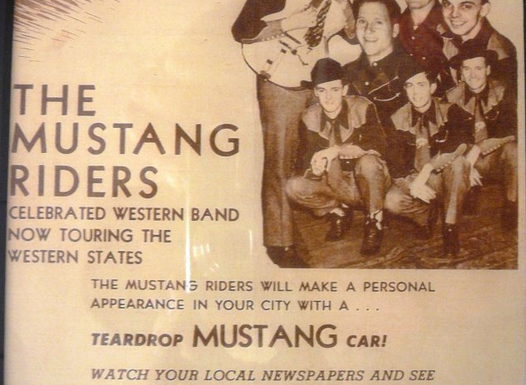 THE
MUSTANG
RIDERS
CELEBRATED WESTERN BAND
NOW TOURING THE
WESTERN STATES
THE MUSTANG RIDERS WILL MAKE A PERSONAL
APPEARANCE IN YOUR CITY WITH A . . .
TEARDROP MUSTANG CAR!
WATCH YOUR LOCAL NEWSPAPERS AND SEE